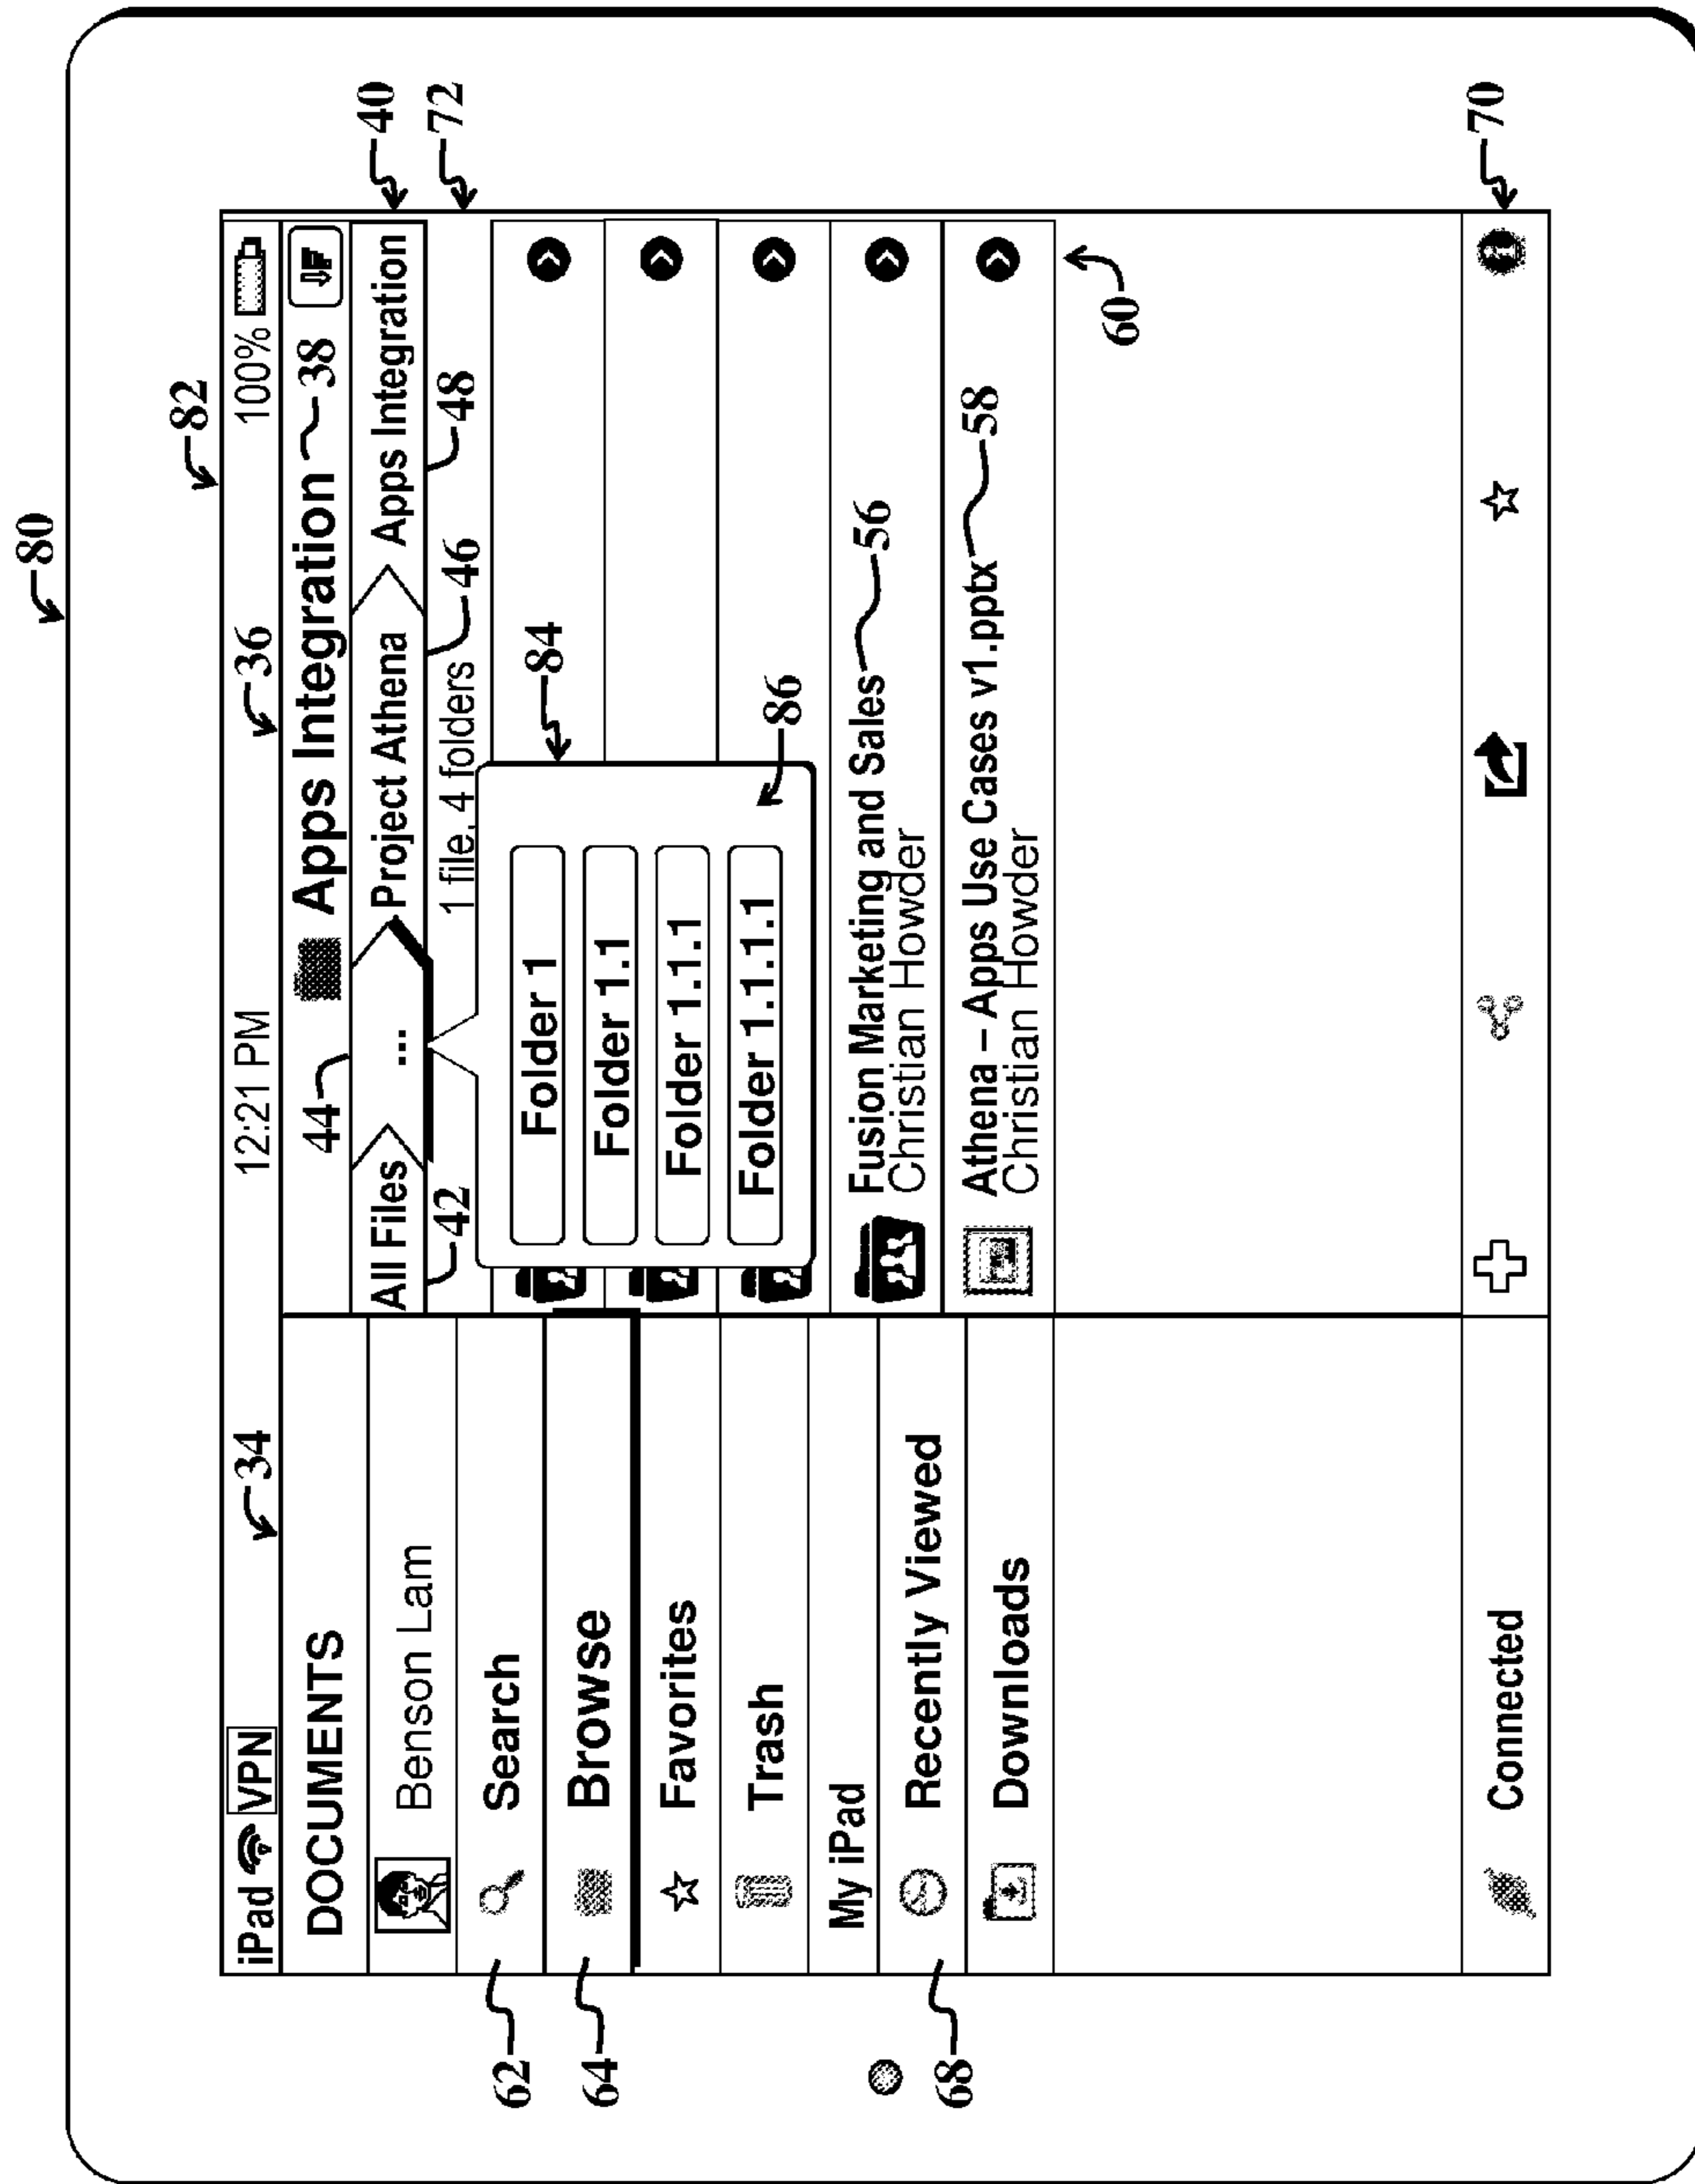 80
82
34
36
iPad VPN 12:21 PM 100%
DOCUMENTS
Benson Lam
Search
Browse
Favorites
Trash
My iPad
Recently Viewed
Downloads
Connected
62
64
68
44
Apps Integration 38
All Files ... Project Athena Apps Integration
40
42
46
48
72
1 file, 4 folders
84
Folder 1
Folder 1.1
Folder 1.1.1
Folder 1.1.1.1
86
Fusion Marketing and Sales 56
Christian Howder
Athena – Apps Use Cases v1.pptx 58
Christian Howder
60
70